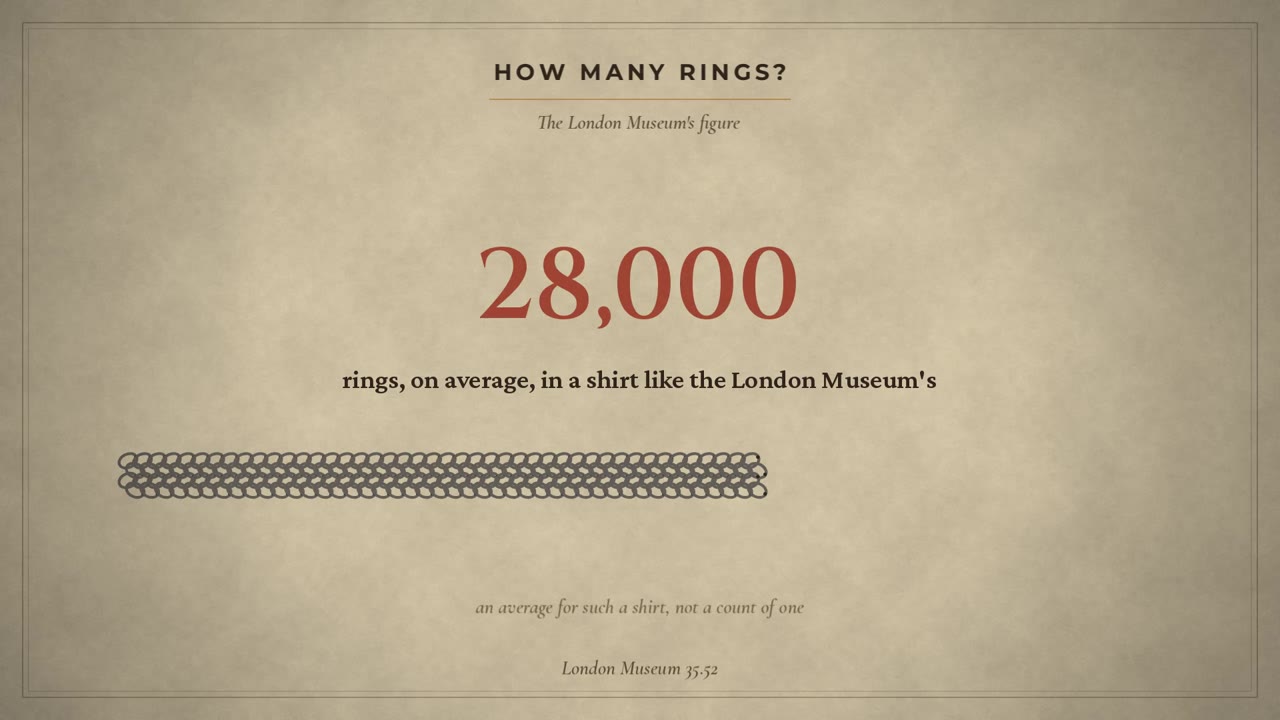 HOW MANY RINGS?
The London Museum's figure
28,000
rings, on average, in a shirt like the London Museum's
an average for such a shirt, not a count of one
London Museum 35.52